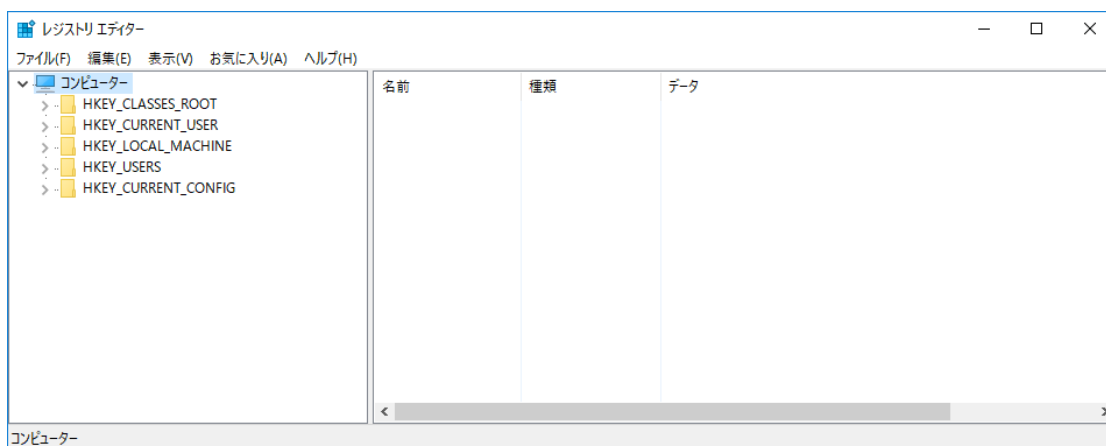 レジストリ エディター
ファイル(F) 編集(E) 表示(V) お気に入り(A) ヘルプ(H)
コンピューター
HKEY_CLASSES_ROOT
HKEY_CURRENT_USER
HKEY_LOCAL_MACHINE
HKEY_USERS
HKEY_CURRENT_CONFIG
名前 種類 データ
コンピューター